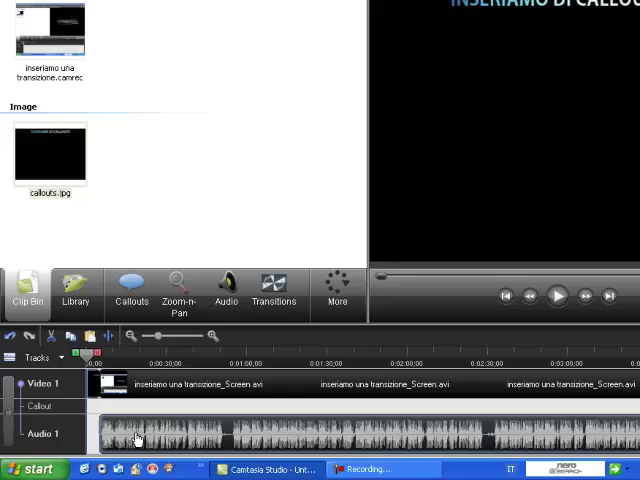 INSERIAMO DI CALLOU
inseriamo una
transizione.camrec
Image
callouts.jpg
Clip Bin
Library
Callouts
Zoom-n-
Pan
Audio
Transitions
More
Tracks
00;00
0:00:30;00
0:01:00;00
0:01:30;00
0:02:00;00
0:02:30;00
0:03:00;00
Video 1
inseriamo una transizione_Screen.avi
inseriamo una transizione_Screen.avi
inseriamo una transizione_Screen.avi
Callout
Audio 1
start
Camtasia Studio - Unt...
Recording...
IT
nero
SEARCH